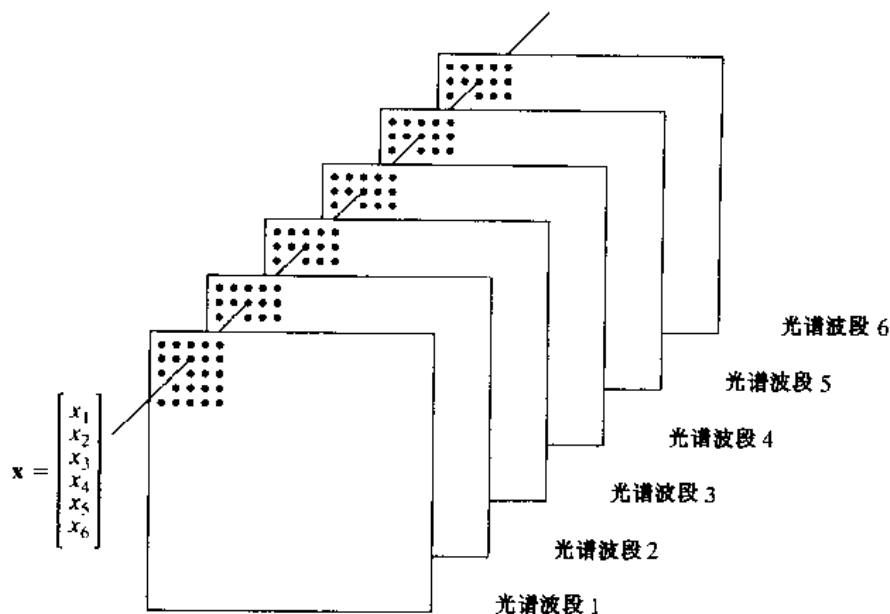 光谱波段 6
光谱波段 5
光谱波段 4
光谱波段 3
光谱波段 2
光谱波段 1
x =
x₁
x₂
x₃
x₄
x₅
x₆